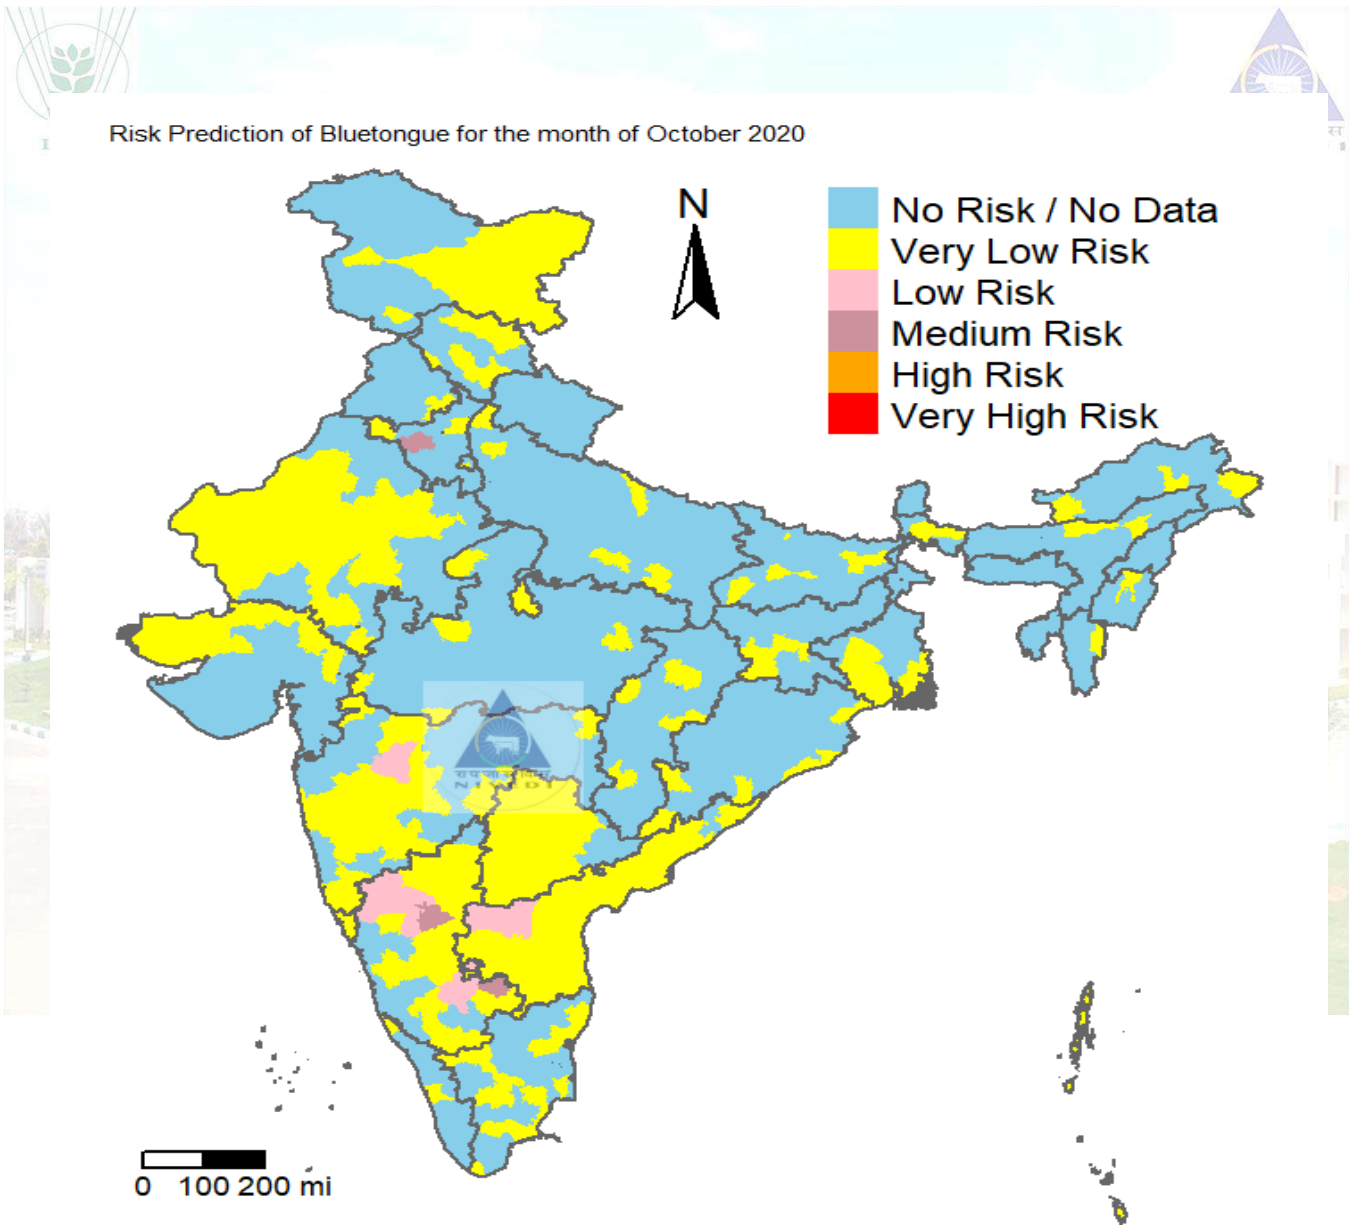 Risk Prediction of Bluetongue for the month of October 2020
N
No Risk / No Data
Very Low Risk
Low Risk
Medium Risk
High Risk
Very High Risk
NIVEDI
0 100 200 mi